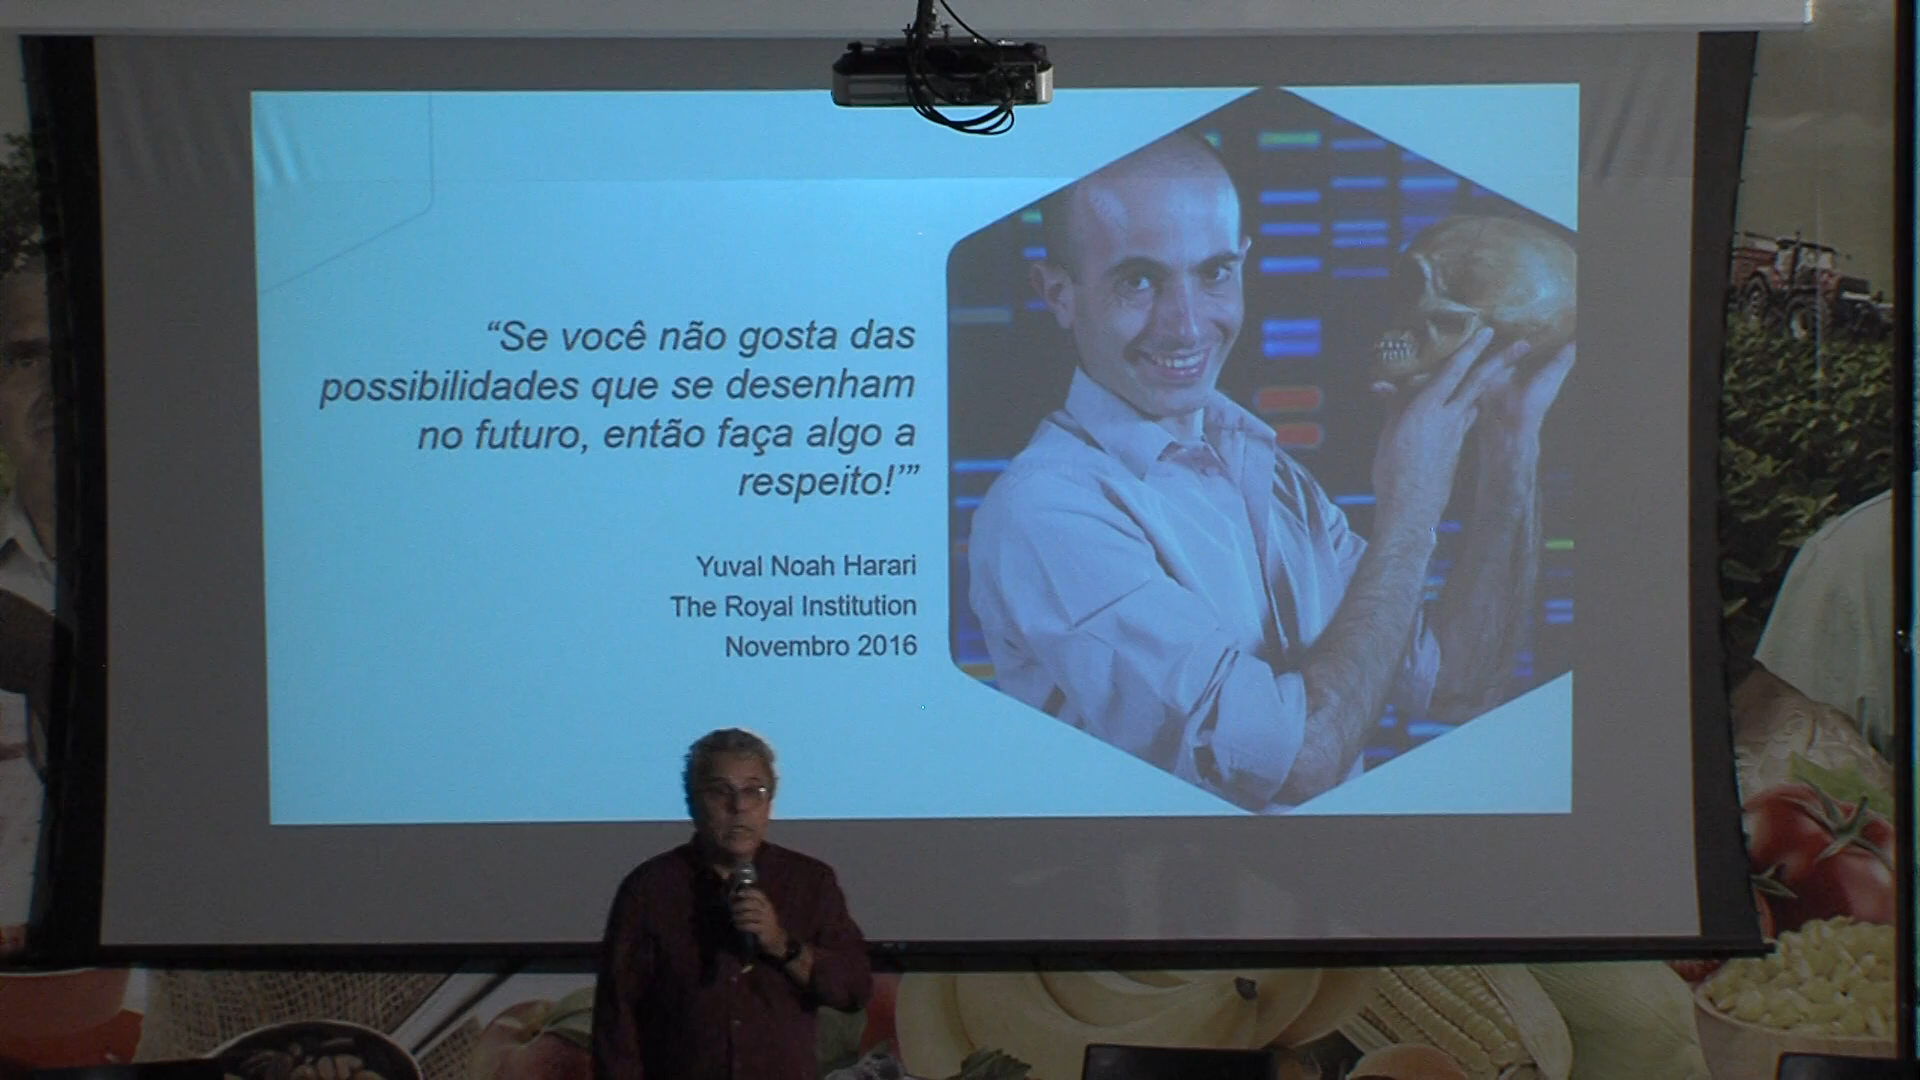 “Se você não gosta das
possibilidades que se desenham
no futuro, então faça algo a
respeito!’”
Yuval Noah Harari
The Royal Institution
Novembro 2016